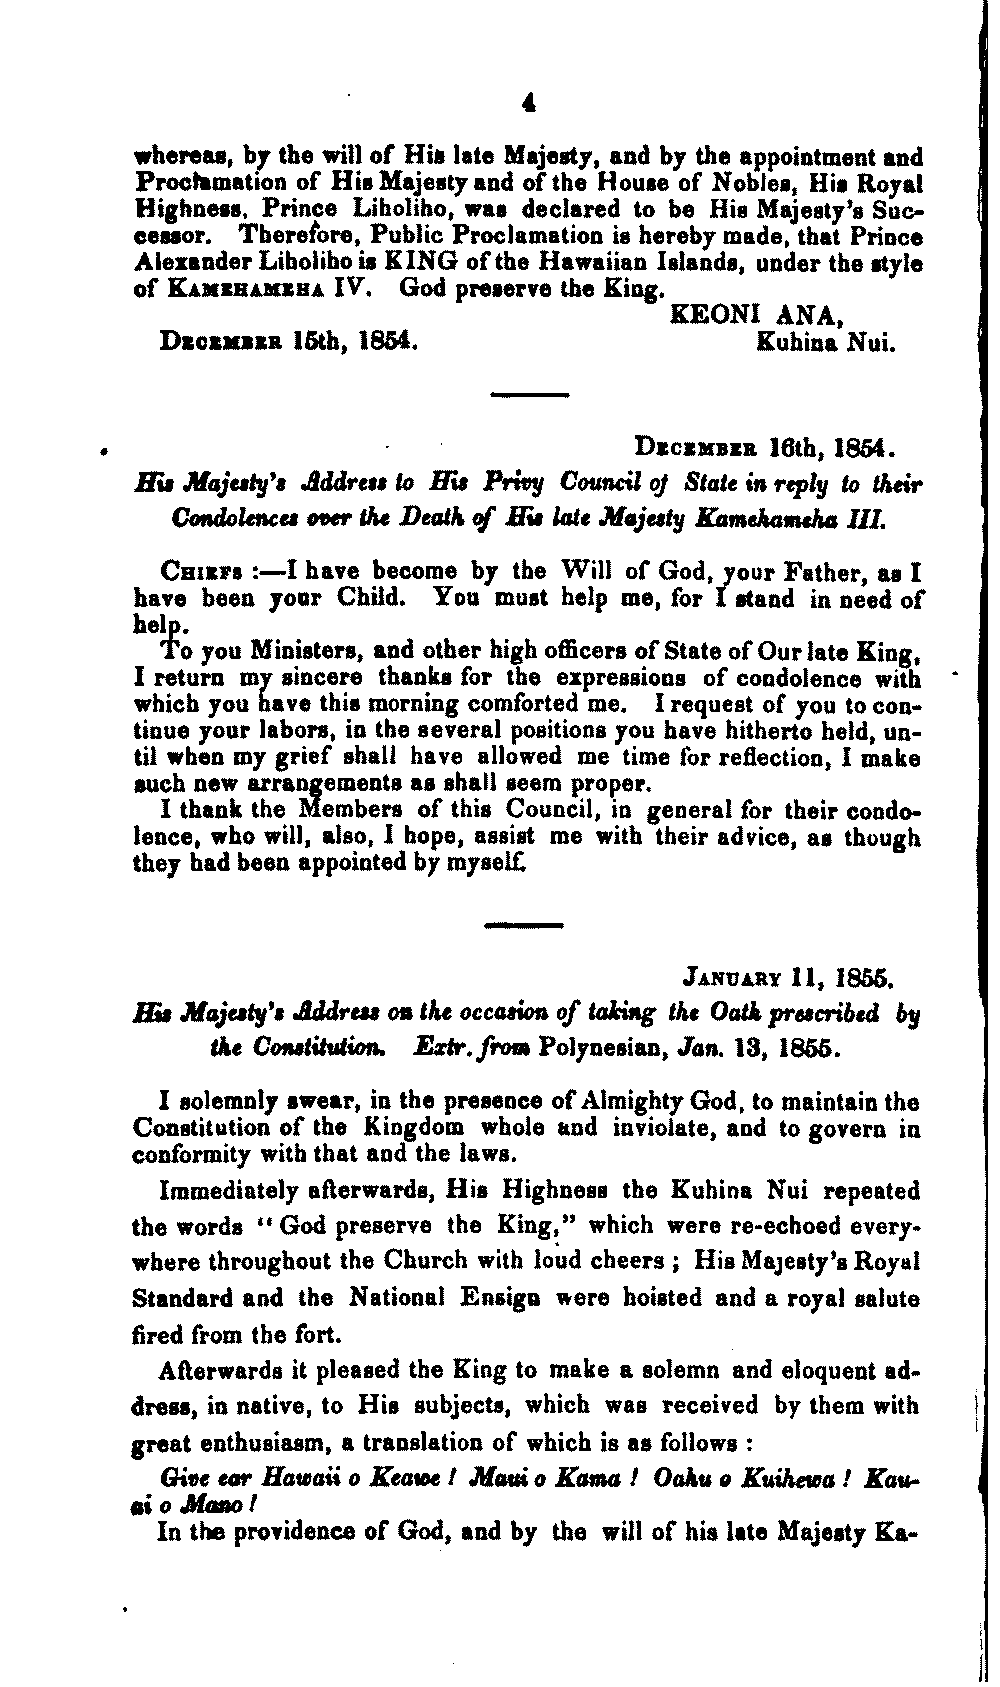 4
whereas, by the will of His late Majesty, and by the appointment and
Proclamation of His Majesty and of the House of Nobles, His Royal
Highness, Prince Liholiho, was declared to be His Majesty's Suc-
cessor. Therefore, Public Proclamation is hereby made, that Prince
Alexander Liholiho is KING of the Hawaiian Islands, under the style
of KAMEHAMEHA IV. God preserve the King.
KEONI ANA,
DECEMBER 15th, 1854. Kuhina Nui.
DECEMBER 16th, 1854.
His Majesty's Address to His Privy Council of State in reply to their
Condolences over the Death of His late Majesty Kamehameha III.
CHIEFS :—I have become by the Will of God, your Father, as I
have been your Child. You must help me, for I stand in need of
help.
To you Ministers, and other high officers of State of Our late King,
I return my sincere thanks for the expressions of condolence with
which you have this morning comforted me. I request of you to con-
tinue your labors, in the several positions you have hitherto held, un-
til when my grief shall have allowed me time for reflection, I make
such new arrangements as shall seem proper.
I thank the Members of this Council, in general for their condo-
lence, who will, also, I hope, assist me with their advice, as though
they had been appointed by myself.
JANUARY 11, 1855.
His Majesty's Address on the occasion of taking the Oath prescribed by
the Constitution. Extr. from Polynesian, Jan. 13, 1855.
I solemnly swear, in the presence of Almighty God, to maintain the
Constitution of the Kingdom whole and inviolate, and to govern in
conformity with that and the laws.
Immediately afterwards, His Highness the Kuhina Nui repeated
the words "God preserve the King," which were re-echoed every-
where throughout the Church with loud cheers ; His Majesty's Royal
Standard and the National Ensign were hoisted and a royal salute
fired from the fort.
Afterwards it pleased the King to make a solemn and eloquent ad-
dress, in native, to His subjects, which was received by them with
great enthusiasm, a translation of which is as follows :
Give ear Hawaii o Keawe ! Maui o Kama ! Oahu o Kuihewa ! Kau-
ai o Mano !
In the providence of God, and by the will of his late Majesty Ka-